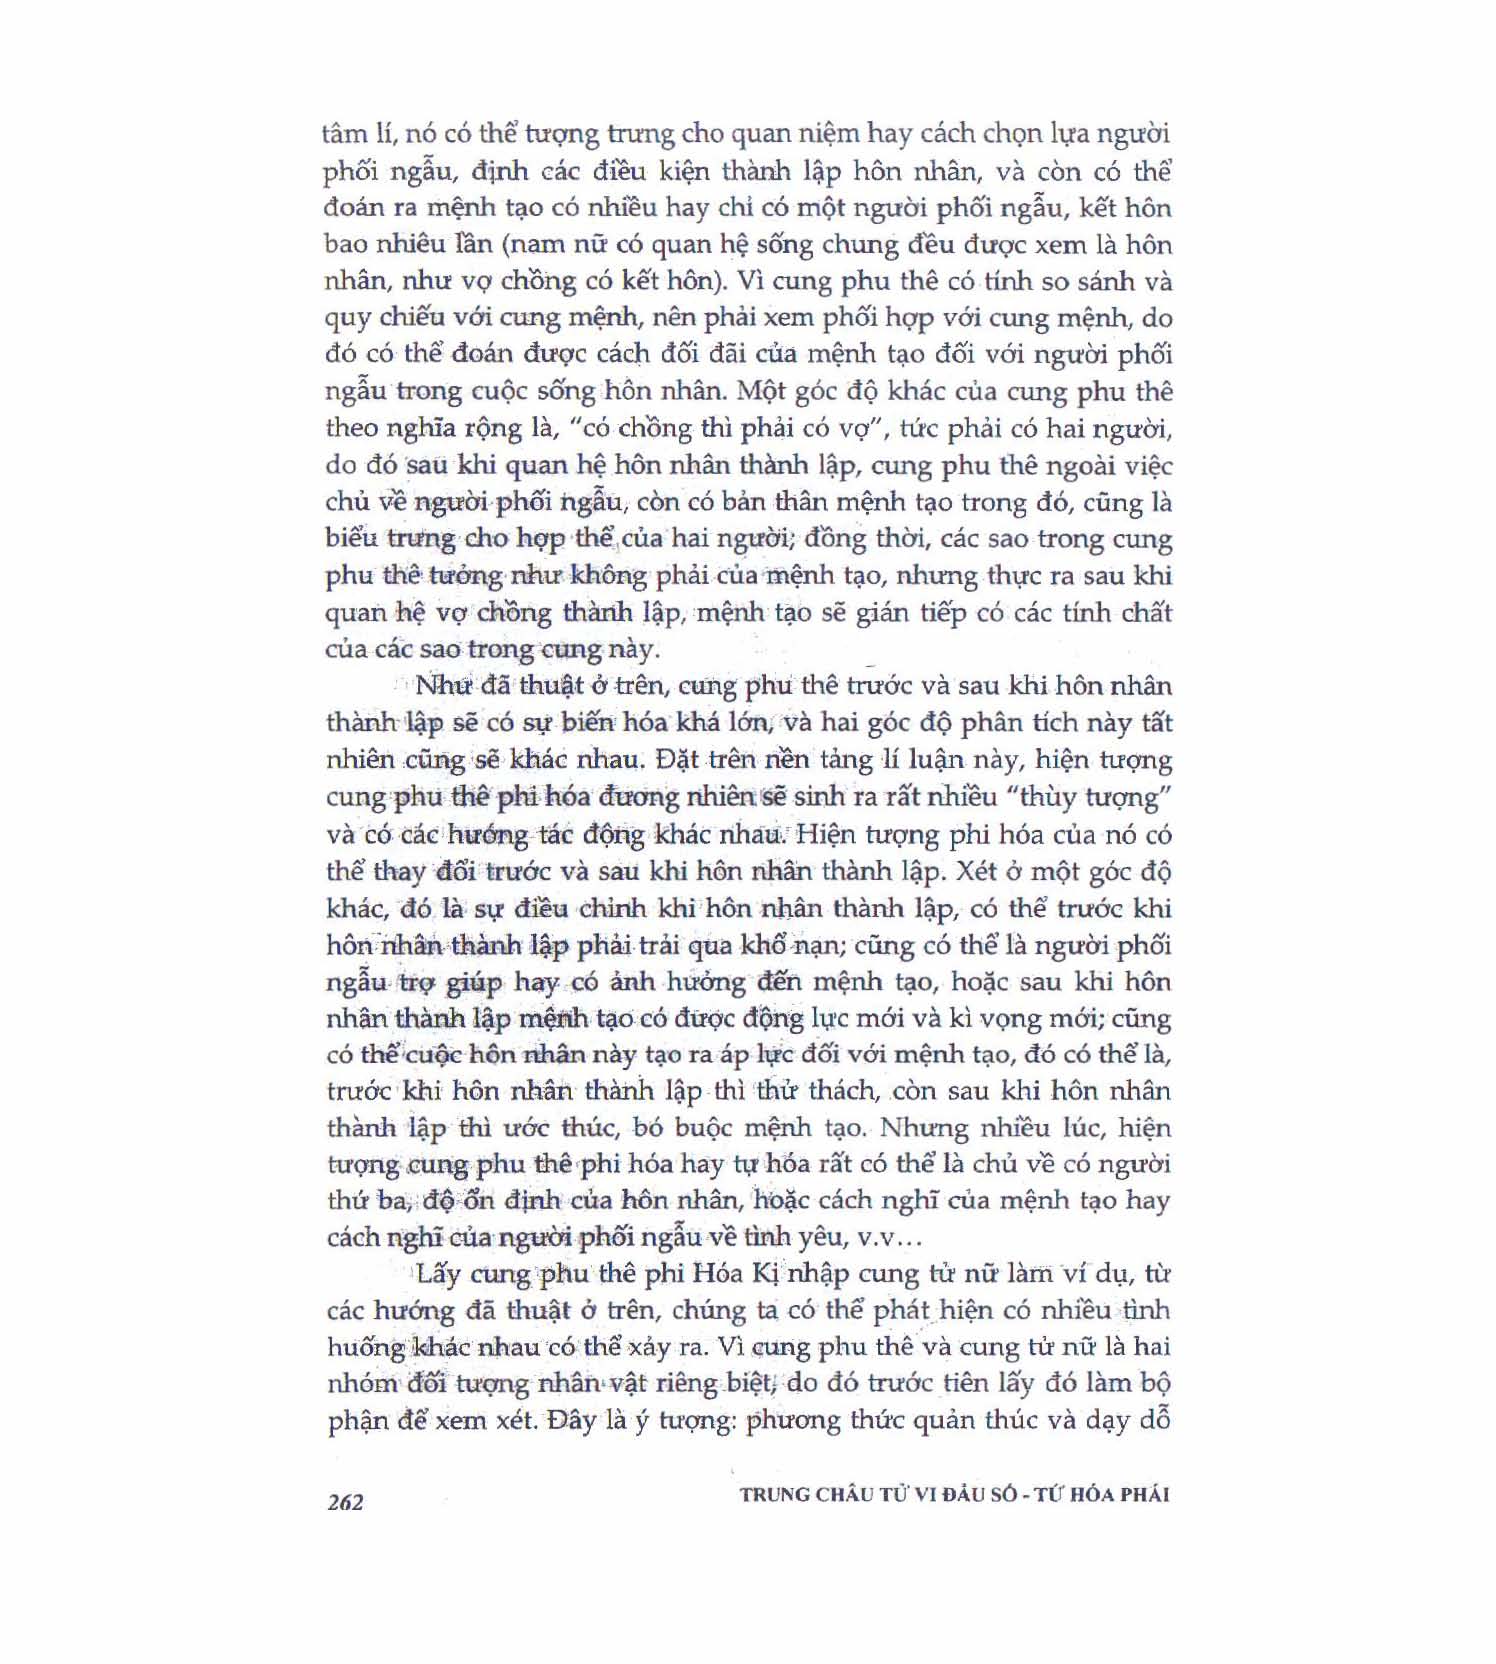 tâm lí, nó có thể tượng trưng cho quan niệm hay cách chọn lựa người
phối ngẫu, định các điều kiện thành lập hôn nhân, và còn có thể
đoán ra mệnh tạo có nhiều hay chỉ có một người phối ngẫu, kết hôn
bao nhiêu lần (nam nữ có quan hệ sống chung đều được xem là hôn
nhân, như vợ chồng có kết hôn). Vì cung phu thê có tính so sánh và
quy chiếu với cung mệnh, nên phải xem phối hợp với cung mệnh, do
đó có thể đoán được cách đối đãi của mệnh tạo đối với người phối
ngẫu trong cuộc sống hôn nhân. Một góc độ khác của cung phu thê
theo nghĩa rộng là, "có chồng thì phải có vợ", tức phải có hai người,
do đó sau khi quan hệ hôn nhân thành lập, cung phu thê ngoài việc
chủ về người phối ngẫu, còn có bản thân mệnh tạo trong đó, cũng là
biểu trưng cho hợp thể của hai người; đồng thời, các sao trong cung
phu thê tưởng như không phải của mệnh tạo, nhưng thực ra sau khi
quan hệ vợ chồng thành lập, mệnh tạo sẽ gián tiếp có các tính chất
của các sao trong cung này.
Như đã thuật ở trên, cung phu thê trước và sau khi hôn nhân
thành lập sẽ có sự biến hóa khá lớn, và hai góc độ phân tích này tất
nhiên cũng sẽ khác nhau. Đặt trên nền tảng lí luận này, hiện tượng
cung phu thê phi hóa đương nhiên sẽ sinh ra rất nhiều "thùy tượng"
và có các hướng tác động khác nhau. Hiện tượng phi hóa của nó có
thể thay đổi trước và sau khi hôn nhân thành lập. Xét ở một góc độ
khác, đó là sự điều chỉnh khi hôn nhân thành lập, có thể trước khi
hôn nhân thành lập phải trải qua khổ nạn; cũng có thể là người phối
ngẫu trợ giúp hay có ảnh hưởng đến mệnh tạo, hoặc sau khi hôn
nhân thành lập mệnh tạo có được động lực mới và kì vọng mới; cũng
có thể cuộc hôn nhân này tạo ra áp lực đối với mệnh tạo, đó có thể là,
trước khi hôn nhân thành lập thì thử thách, còn sau khi hôn nhân
thành lập thì ước thúc, bó buộc mệnh tạo. Nhưng nhiều lúc, hiện
tượng cung phu thê phi hóa hay tự hóa rất có thể là chủ về có người
thứ ba, độ ổn định của hôn nhân, hoặc cách nghĩ của mệnh tạo hay
cách nghĩ của người phối ngẫu về tình yêu, v.v...
Lấy cung phu thê phi Hóa Kị nhập cung tử nữ làm ví dụ, từ
các hướng đã thuật ở trên, chúng ta có thể phát hiện có nhiều tình
huống khác nhau có thể xảy ra. Vì cung phu thê và cung tử nữ là hai
nhóm đối tượng nhân vật riêng biệt, do đó trước tiên lấy đó làm bộ
phận để xem xét. Đây là ý tượng: phương thức quản thúc và dạy dỗ
262
TRUNG CHÂU TỬ VI ĐẨU SỐ - TỨ HÓA PHÁI